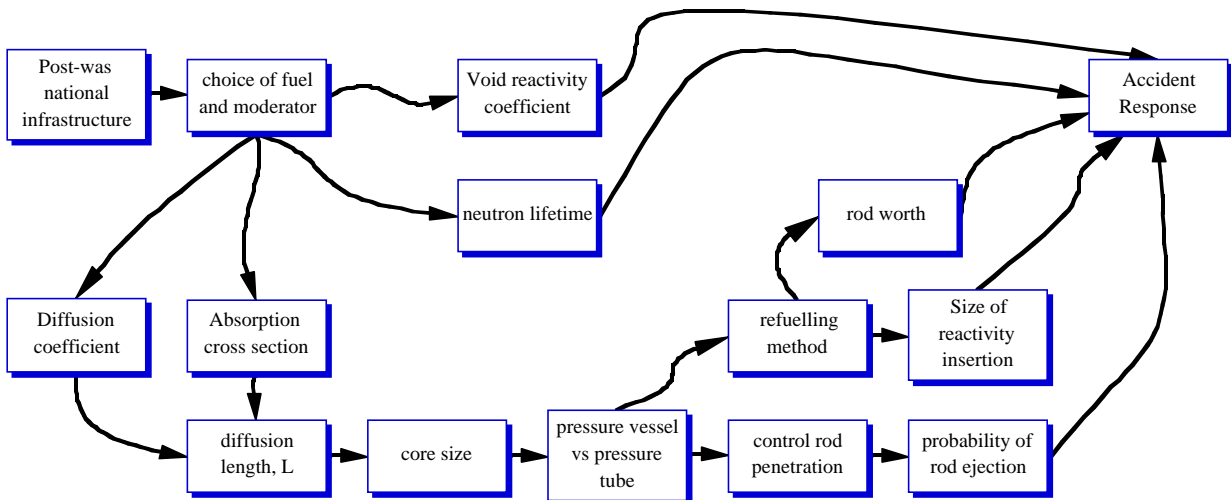 Post-was
national
infrastructure
choice of fuel
and moderator
Void reactivity
coefficient
Accident
Response
neutron lifetime
rod worth
Diffusion
coefficient
Absorption
cross section
refuelling
method
Size of
reactivity
insertion
diffusion
length, L
core size
pressure vessel
vs pressure
tube
control rod
penetration
probability of
rod ejection